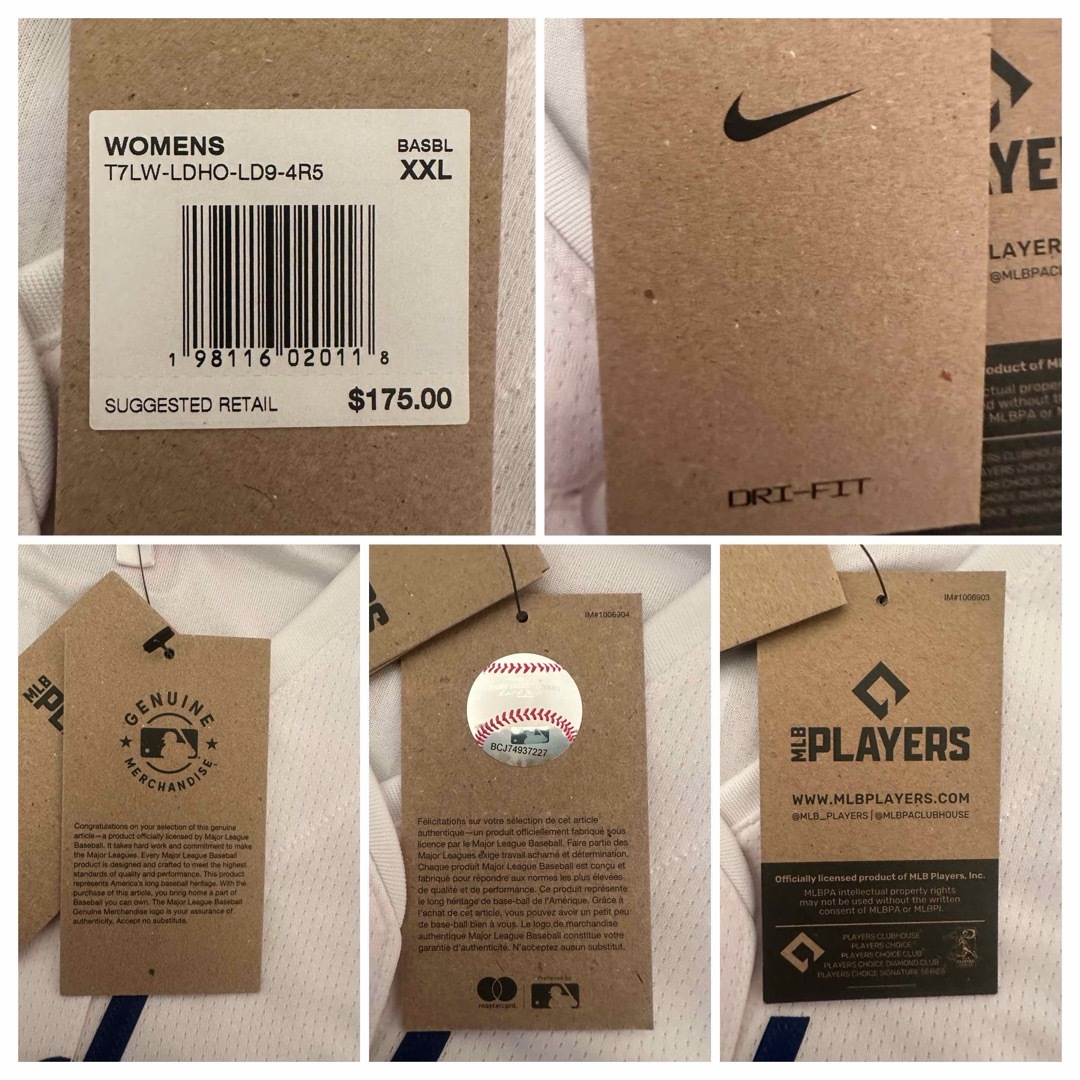 WOMENS BASBL
T7LW-LDHO-LD9-4R5 XXL
1 98116 02011 8
SUGGESTED RETAIL $175.00
DRI-FIT
YE
LAYER
@MLBPACL
oduct of ML
MLBPA or
MLB
GENUINE
MERCHANDISE
Congratulations on your selection of this genuine
article—a product officially licensed by Major League
Baseball. It takes hard work and commitment to make
the Major Leagues. Every Major League Baseball
product is designed and crafted to meet the highest
standards of quality and performance. This product
represents America's long baseball heritage. With the
purchase of this article, you bring home a part of
Baseball you can own. The Major League Baseball
Genuine Merchandise logo is your assurance of
authenticity. Accept no substitute.
IM#1006904
BCJ74937227
Félicitations sur votre sélection de cet article
authentique—un produit officiellement fabriqué sous
licence par le Major League Baseball. Faire partie des
Major Leagues exige travail acharné et détermination.
Chaque produit Major League Baseball est conçu et
fabriqué pour répondre aux normes les plus élevées
de qualité et de performance. Ce produit représente
le long héritage de base-ball de l'Amérique. Grâce à
l'achat de cet article, vous pouvez avoir un petit peu
de base-ball bien à vous. Le logo de marchandise
authentique Major League Baseball constitue votre
garantie d'authenticité. N'acceptez aucun substitut.
Preferred by
mastercard.
IM#1006903
MLB PLAYERS
WWW.MLBPLAYERS.COM
@MLB_PLAYERS | @MLBPACLUBHOUSE
Officially licensed product of MLB Players, Inc.
MLBPA intellectual property rights
may not be used without the written
consent of MLBPA or MLBPI.
PLAYERS CLUBHOUSE
PLAYERS CHOICE
PLAYERS CHOICE CLUB
PLAYERS CHOICE DIAMOND CLUB
PLAYERS CHOICE SIGNATURE SERIES